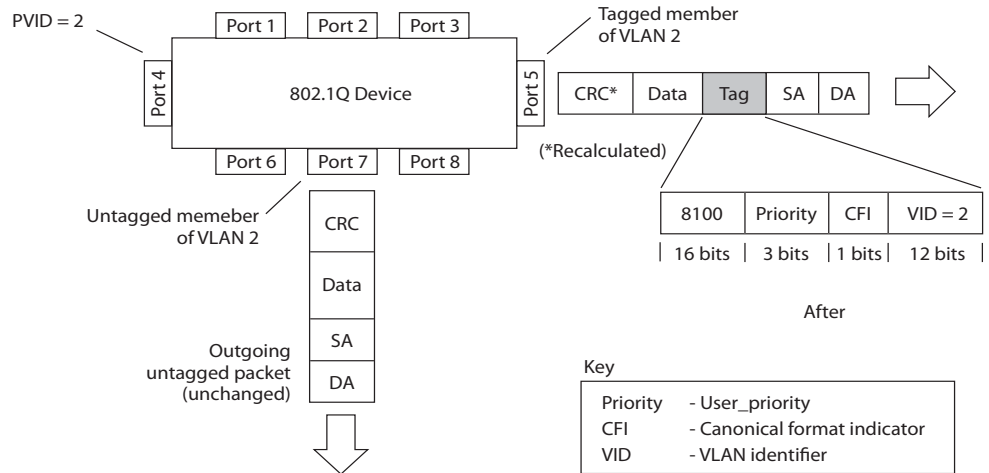 PVID = 2
Port 1
Port 2
Port 3
Tagged member
of VLAN 2
Port 4
802.1Q Device
Port 5
CRC*
Data
Tag
SA
DA
(*Recalculated)
Port 6
Port 7
Port 8
Untagged memeber
of VLAN 2
CRC
Data
SA
DA
8100
Priority
CFI
VID = 2
16 bits
3 bits
1 bits
12 bits
After
Outgoing
untagged packet
(unchanged)
Key
Priority - User_priority
CFI - Canonical format indicator
VID - VLAN identifier